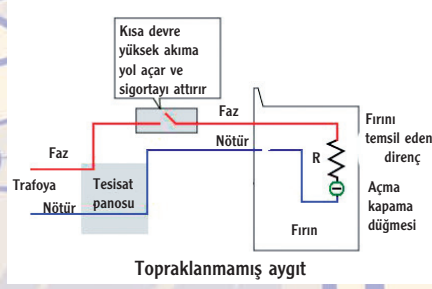 Kısa devre
yüksek akıma
yol açar ve
sigortayı attırır
Faz
Nötür
Faz
Trafoya
Nötür
Tesisat
panosu
R
Fırını
temsil eden
direnç
Açma
kapama
düğmesi
Fırın
Topraklanmamış aygıt